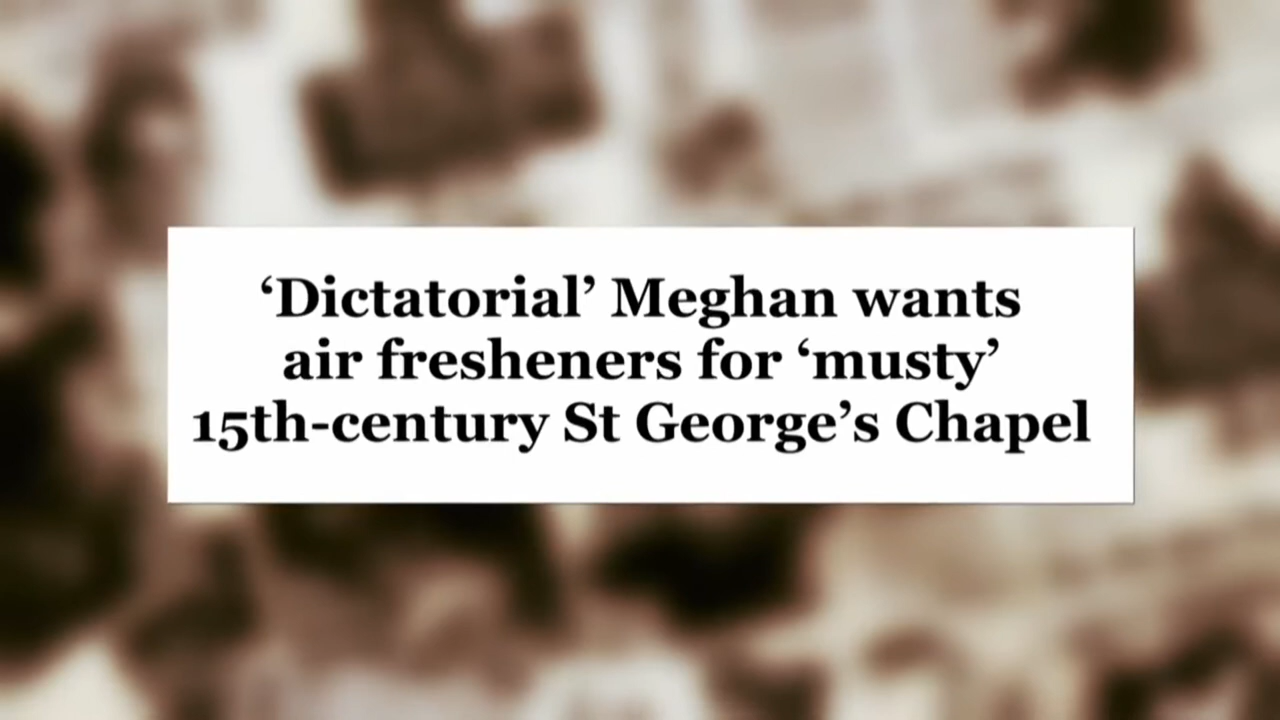 ‘Dictatorial’ Meghan wants
air fresheners for ‘musty’
15th-century St George’s Chapel